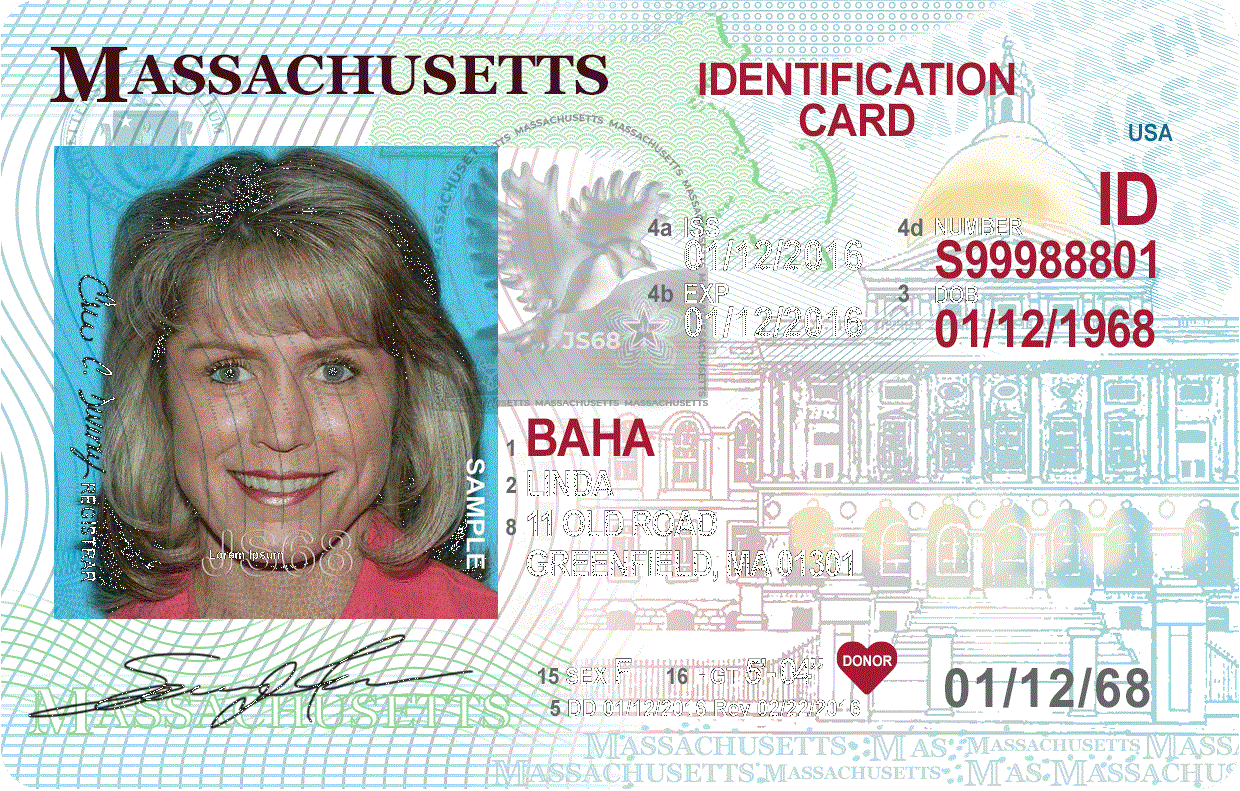 MASSACHUSETTS
IDENTIFICATION
CARD
USA
ID
4a ISS
01/12/2016
4d NUMBER
S99988801
4b EXP
01/12/2016
3 DOB
01/12/1968
JS68
1 BAHA
2 LINDA
8 11 OLD ROAD
GREENFIELD, MA 01301
REGISTRAR
SAMPLE
JS68
Lorem Ipsum
15 SEX F 16 HGT 5'-04"
DONOR
01/12/68
5 DD 01/12/2016 Rev 02/22/2016
MASSACHUSETTS
MASSACHUSETTS MASSACHUSETTS MASSACHUSETTS
MASSACHUSETTS MASSACHUSETTS